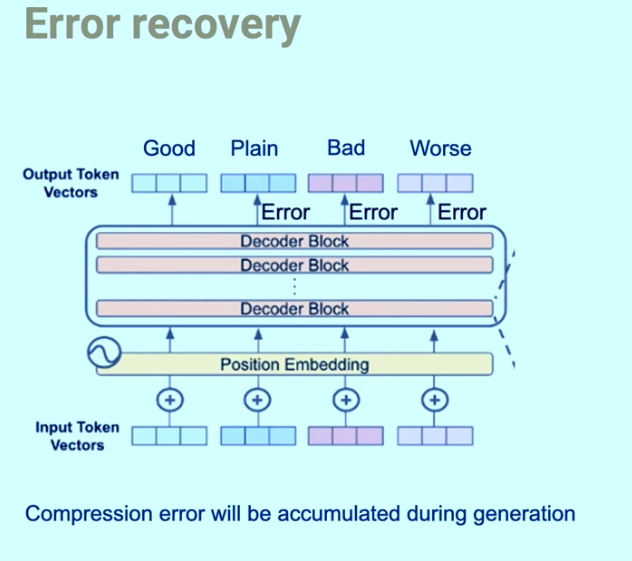 Error recovery
Good Plain Bad Worse
Output Token
Vectors
Error Error Error
Decoder Block
Decoder Block
Decoder Block
Position Embedding
Input Token
Vectors
Compression error will be accumulated during generation